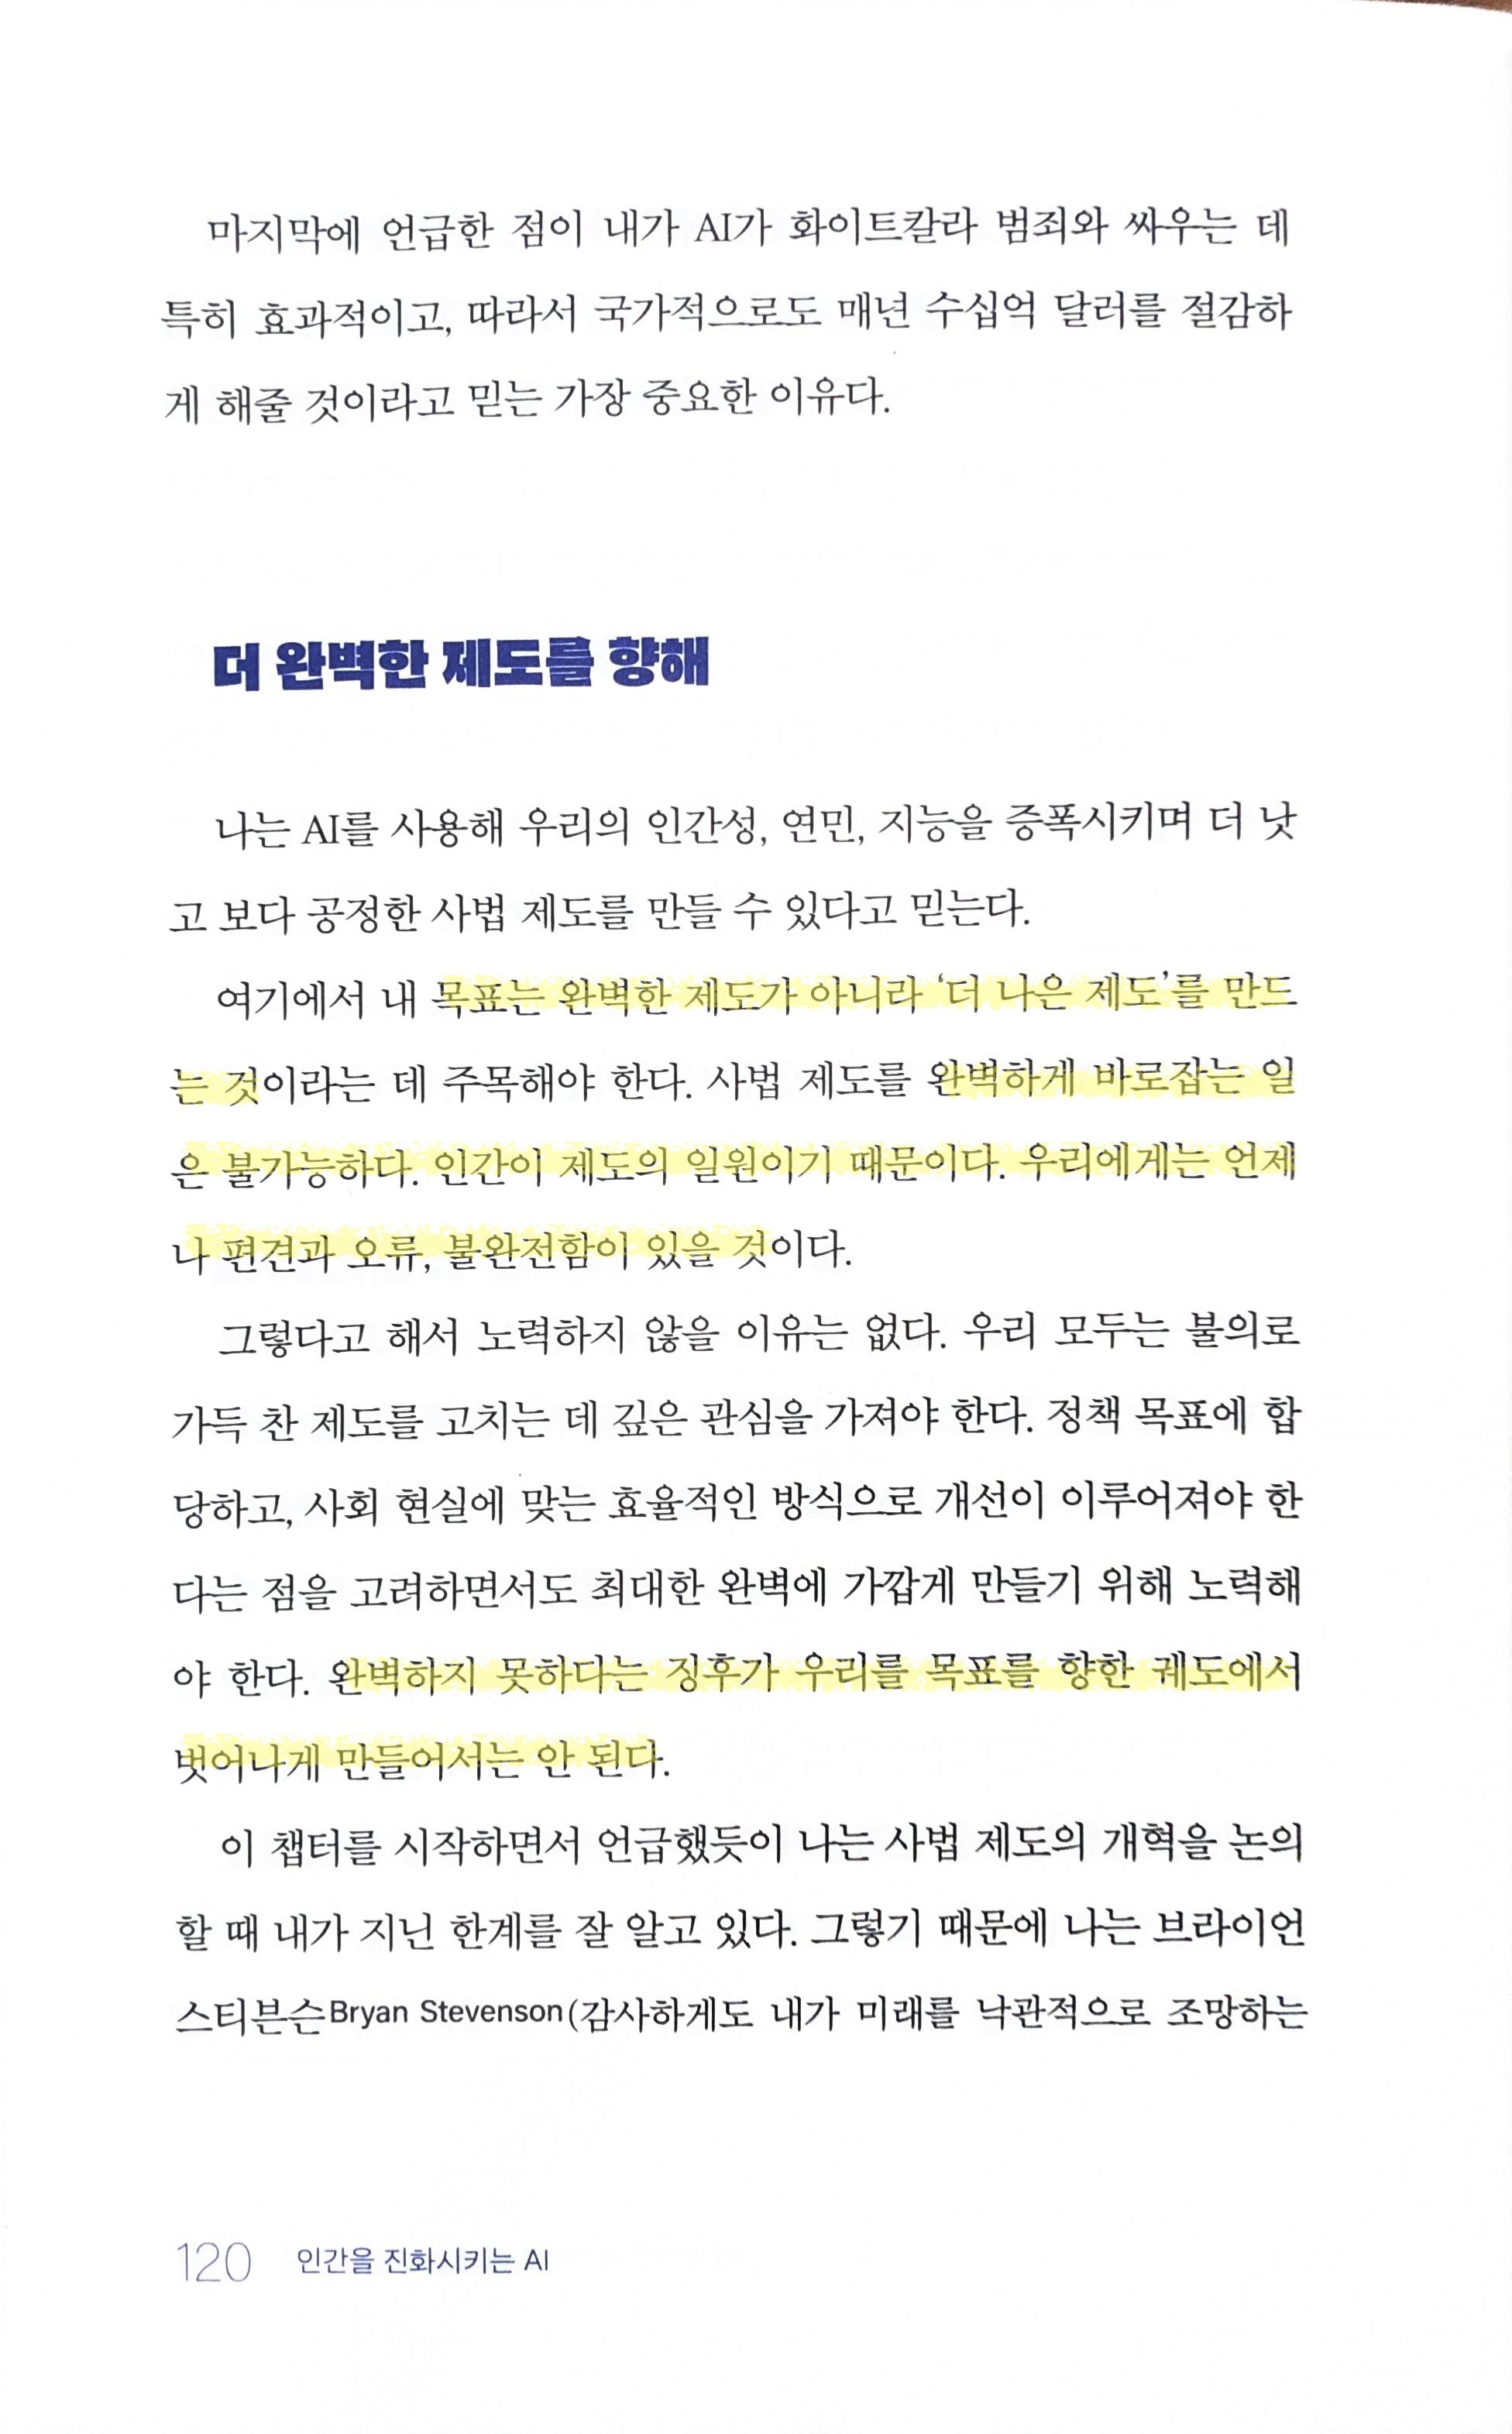 마지막에 언급한 점이 내가 AI가 화이트칼라 범죄와 싸우는 데
특히 효과적이고, 따라서 국가적으로도 매년 수십억 달러를 절감하
게 해줄 것이라고 믿는 가장 중요한 이유다.
더 완벽한 제도를 향해
나는 AI를 사용해 우리의 인간성, 연민, 지능을 증폭시키며 더 낫
고 보다 공정한 사법 제도를 만들 수 있다고 믿는다.
여기에서 내 목표는 완벽한 제도가 아니라 ‘더 나은 제도’를 만드
는 것이라는 데 주목해야 한다. 사법 제도를 완벽하게 바로잡는 일
은 불가능하다. 인간이 제도의 일원이기 때문이다. 우리에게는 언제
나 편견과 오류, 불완전함이 있을 것이다.
그렇다고 해서 노력하지 않을 이유는 없다. 우리 모두는 불의로
가득 찬 제도를 고치는 데 깊은 관심을 가져야 한다. 정책 목표에 합
당하고, 사회 현실에 맞는 효율적인 방식으로 개선이 이루어져야 한
다는 점을 고려하면서도 최대한 완벽에 가깝게 만들기 위해 노력해
야 한다. 완벽하지 못하다는 징후가 우리를 목표를 향한 궤도에서
벗어나게 만들어서는 안 된다.
이 챕터를 시작하면서 언급했듯이 나는 사법 제도의 개혁을 논의
할 때 내가 지닌 한계를 잘 알고 있다. 그렇기 때문에 나는 브라이언
스티븐슨Bryan Stevenson(감사하게도 내가 미래를 낙관적으로 조망하는
120 인간을 진화시키는 AI